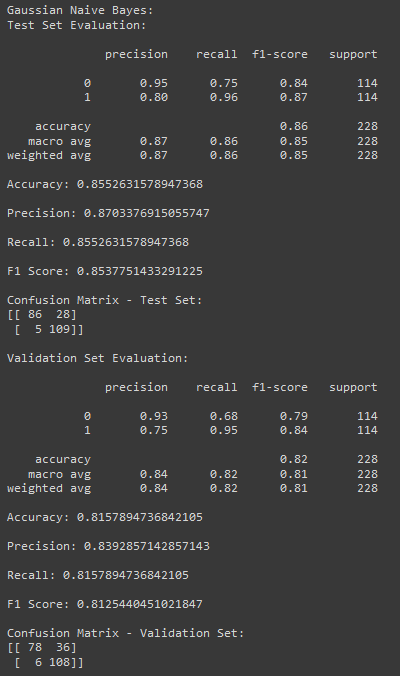 Gaussian Naive Bayes:
Test Set Evaluation:
precision recall f1-score support
0 0.95 0.75 0.84 114
1 0.80 0.96 0.87 114
accuracy 0.86 228
macro avg 0.87 0.86 0.85 228
weighted avg 0.87 0.86 0.85 228
Accuracy: 0.8552631578947368
Precision: 0.8703376915055747
Recall: 0.8552631578947368
F1 Score: 0.8537751433291225
Confusion Matrix - Test Set:
[[ 86 28]
[ 5 109]]
Validation Set Evaluation:
precision recall f1-score support
0 0.93 0.68 0.79 114
1 0.75 0.95 0.84 114
accuracy 0.82 228
macro avg 0.84 0.82 0.81 228
weighted avg 0.84 0.82 0.81 228
Accuracy: 0.8157894736842105
Precision: 0.8392857142857143
Recall: 0.8157894736842105
F1 Score: 0.8125440451021847
Confusion Matrix - Validation Set:
[[ 78 36]
[ 6 108]]